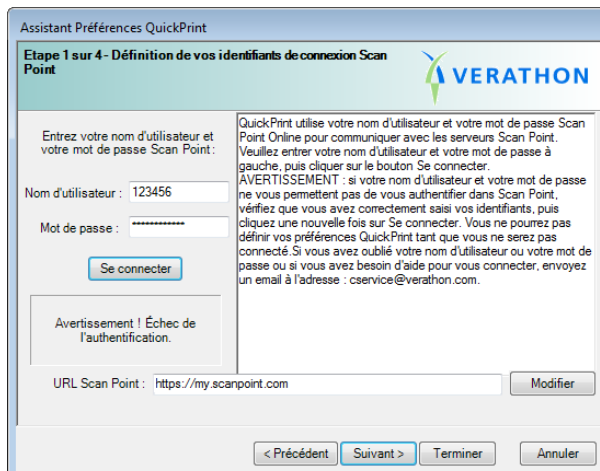 Assistant Préférences QuickPrint
Etape 1 sur 4 - Définition de vos identifiants de connexion Scan
Point
VERATHON
Entrez votre nom d'utilisateur et
votre mot de passe Scan Point :
Nom d'utilisateur : 123456
Mot de passe : ************
Se connecter
Avertissement ! Échec de
l'authentification.
QuickPrint utilise votre nom d'utilisateur et votre mot de passe Scan
Point Online pour communiquer avec les serveurs Scan Point.
Veuillez entrer votre nom d'utilisateur et votre mot de passe à
gauche, puis cliquer sur le bouton Se connecter.
AVERTISSEMENT : si votre nom d'utilisateur et votre mot de passe
ne vous permettent pas de vous authentifier dans Scan Point,
vérifiez que vous avez correctement saisi vos identifiants, puis
cliquez une nouvelle fois sur Se connecter. Vous ne pourrez pas
définir vos préférences QuickPrint tant que vous ne serez pas
connecté.Si vous avez oublié votre nom d'utilisateur ou votre mot de
passe ou si vous avez besoin d'aide pour vous connecter, envoyez
un email à l'adresse : cservice@verathon.com.
URL Scan Point : https://my.scanpoint.com
Modifier
< Précédent
Suivant >
Terminer
Annuler